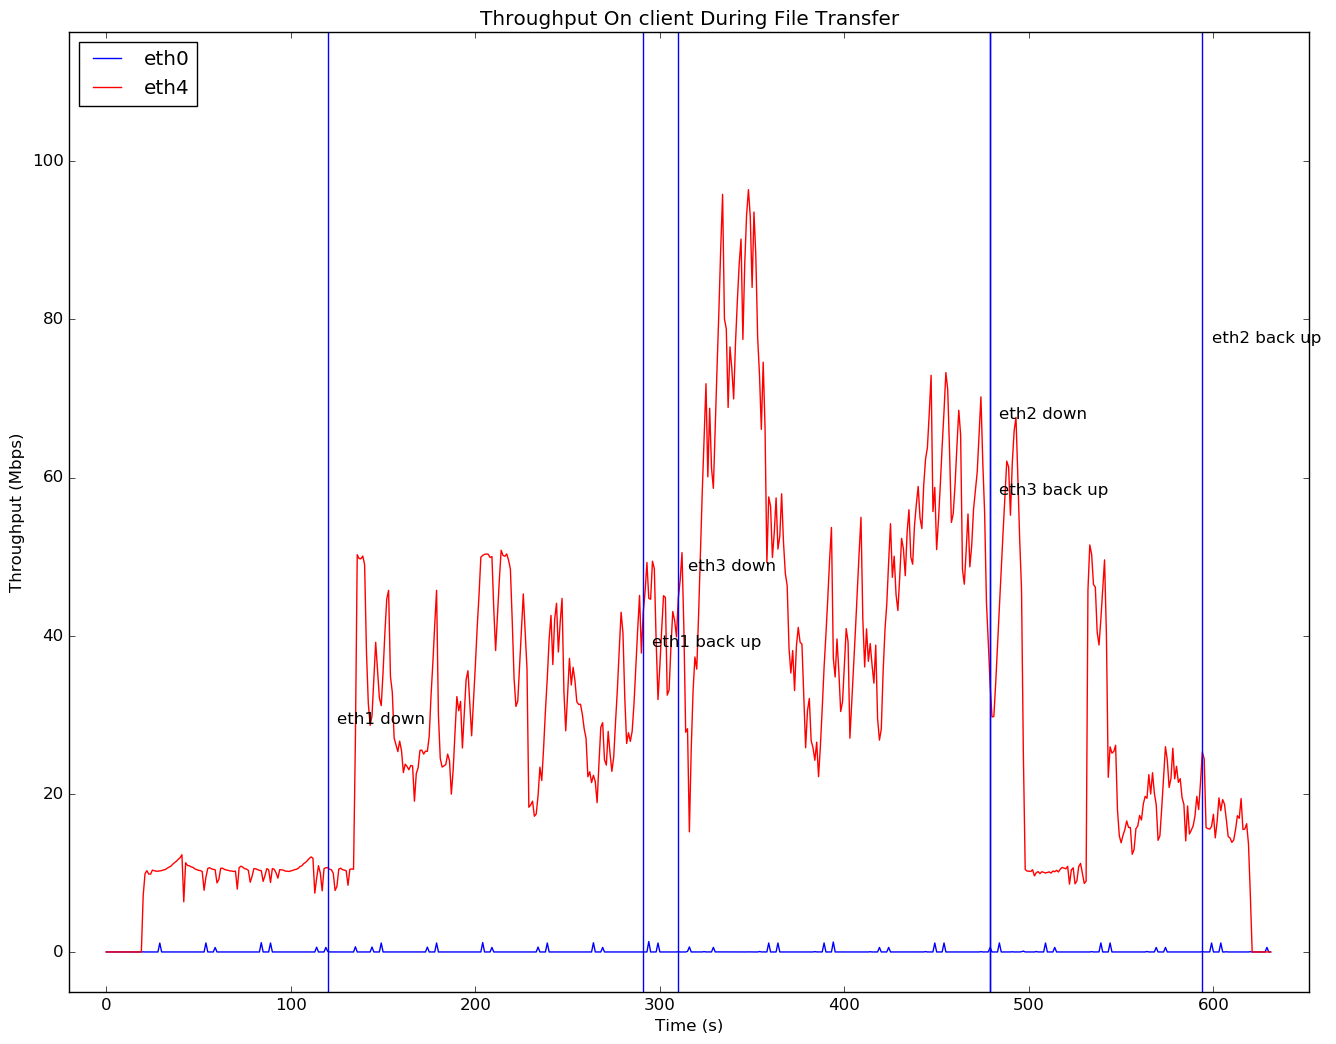 Throughput On client During File Transfer
eth0
eth4
100
80
60
40
20
0
Throughput (Mbps)
eth2 back up
eth2 down
eth3 back up
eth3 down
eth1 back up
eth1 down
0 100 200 300 400 500 600
Time (s)